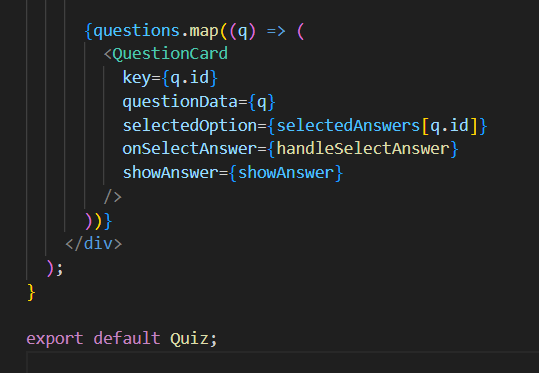 {questions.map((q) => (
<QuestionCard
key={q.id}
questionData={q}
selectedOption={selectedAnswers[q.id]}
onSelectAnswer={handleSelectAnswer}
showAnswer={showAnswer}
/>
))}
</div>
);
}
export default Quiz;